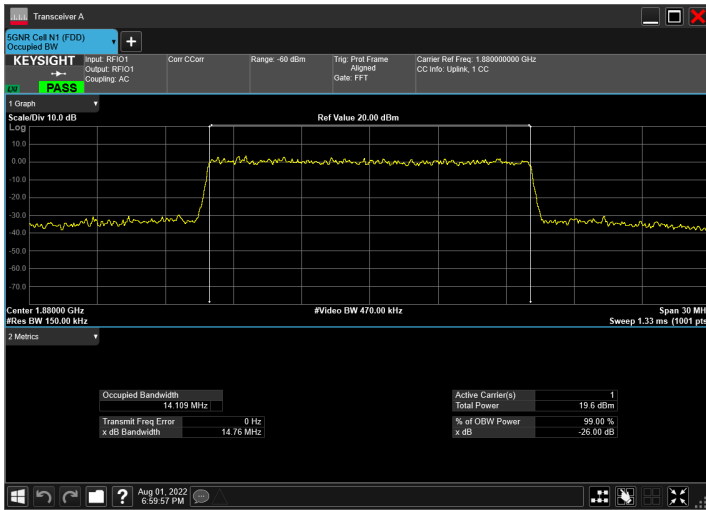 Transceiver A
5GNR Cell N1 (FDD)
Occupied BW
+
KEYSIGHT
LXI
PASS
Input: RFIO1
Output: RFIO1
Coupling: AC
Corr CCorr
Range: -60 dBm
Trig: Prot Frame
Aligned
Gate: FFT
Carrier Ref Freq: 1.880000000 GHz
CC Info: Uplink, 1 CC
1 Graph
Scale/Div 10.0 dB
Ref Value 20.00 dBm
Log
10.0
0.00
-10.0
-20.0
-30.0
-40.0
-50.0
-60.0
-70.0
Center 1.88000 GHz
#Video BW 470.00 kHz
Span 30 MH
#Res BW 150.00 kHz
Sweep 1.33 ms (1001 pts
2 Metrics
Occupied Bandwidth
14.109 MHz
Transmit Freq Error 0 Hz
x dB Bandwidth 14.76 MHz
Active Carrier(s) 1
Total Power 19.6 dBm
% of OBW Power 99.00 %
x dB -26.00 dB
?
Aug 01, 2022
6:59:57 PM